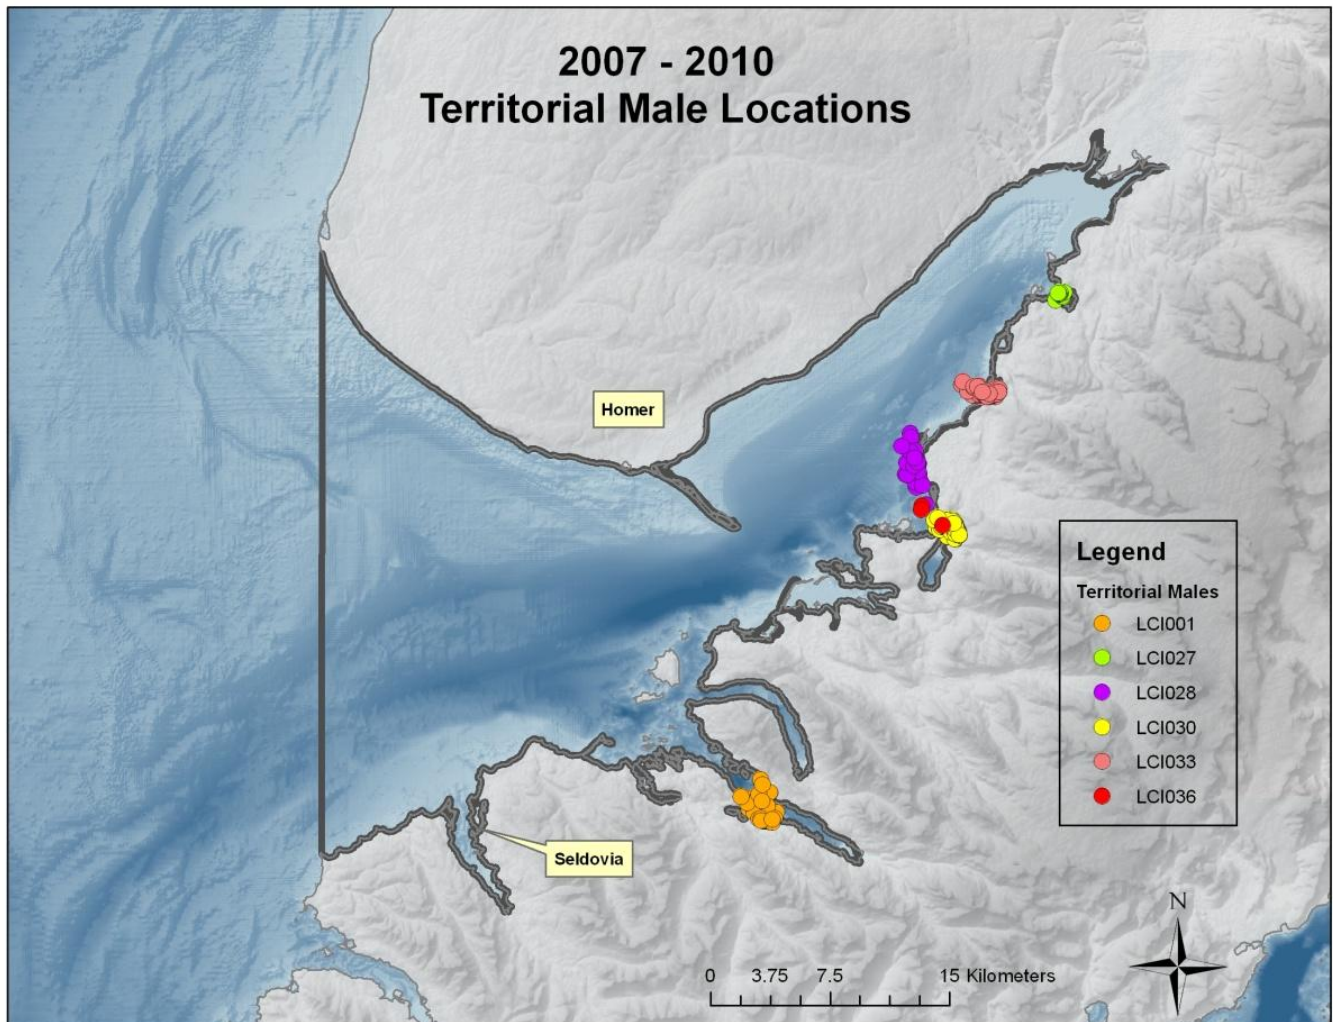 2007 - 2010
Territorial Male Locations
Homer
Legend
Territorial Males
LCI001
LCI027
LCI028
LCI030
LCI033
LCI036
Seldovia
N
0 3.75 7.5 15 Kilometers